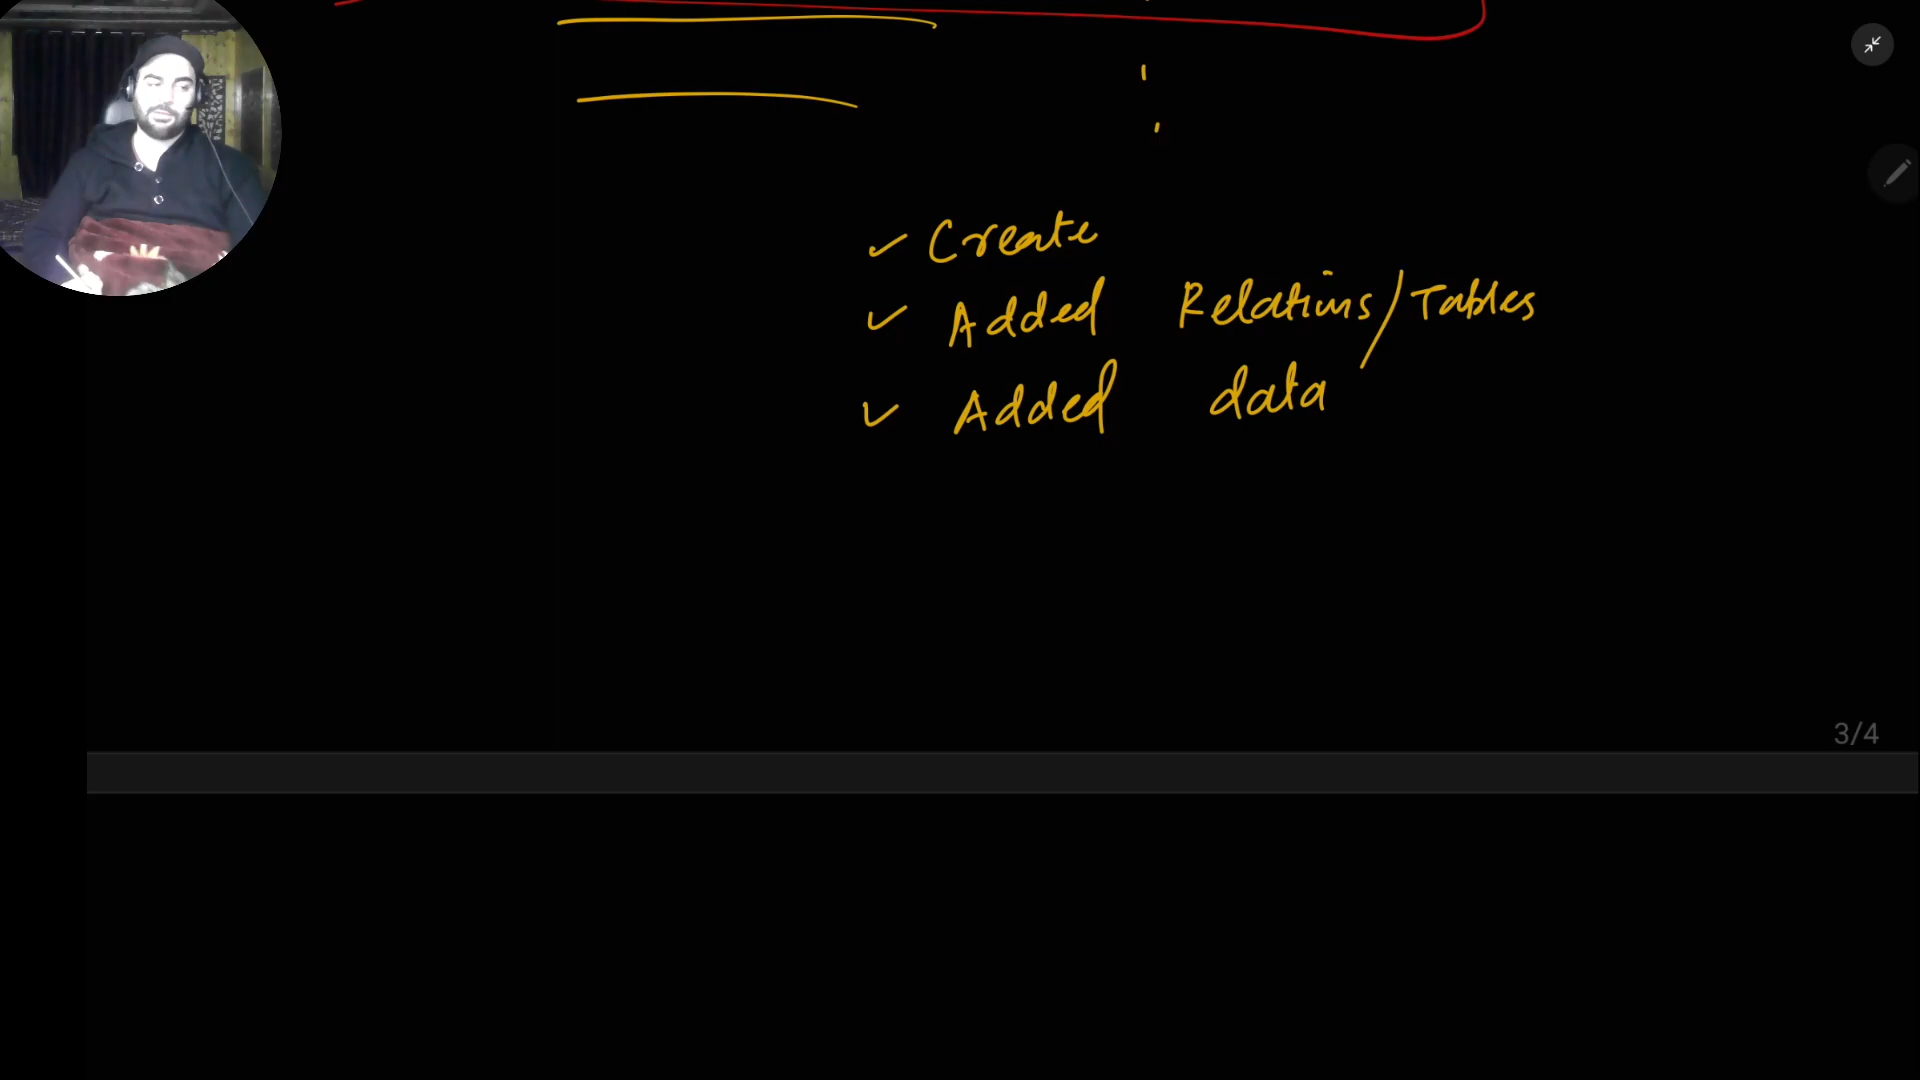 ✓ Create
✓ Added Relations/Tables
✓ Added data
3/4